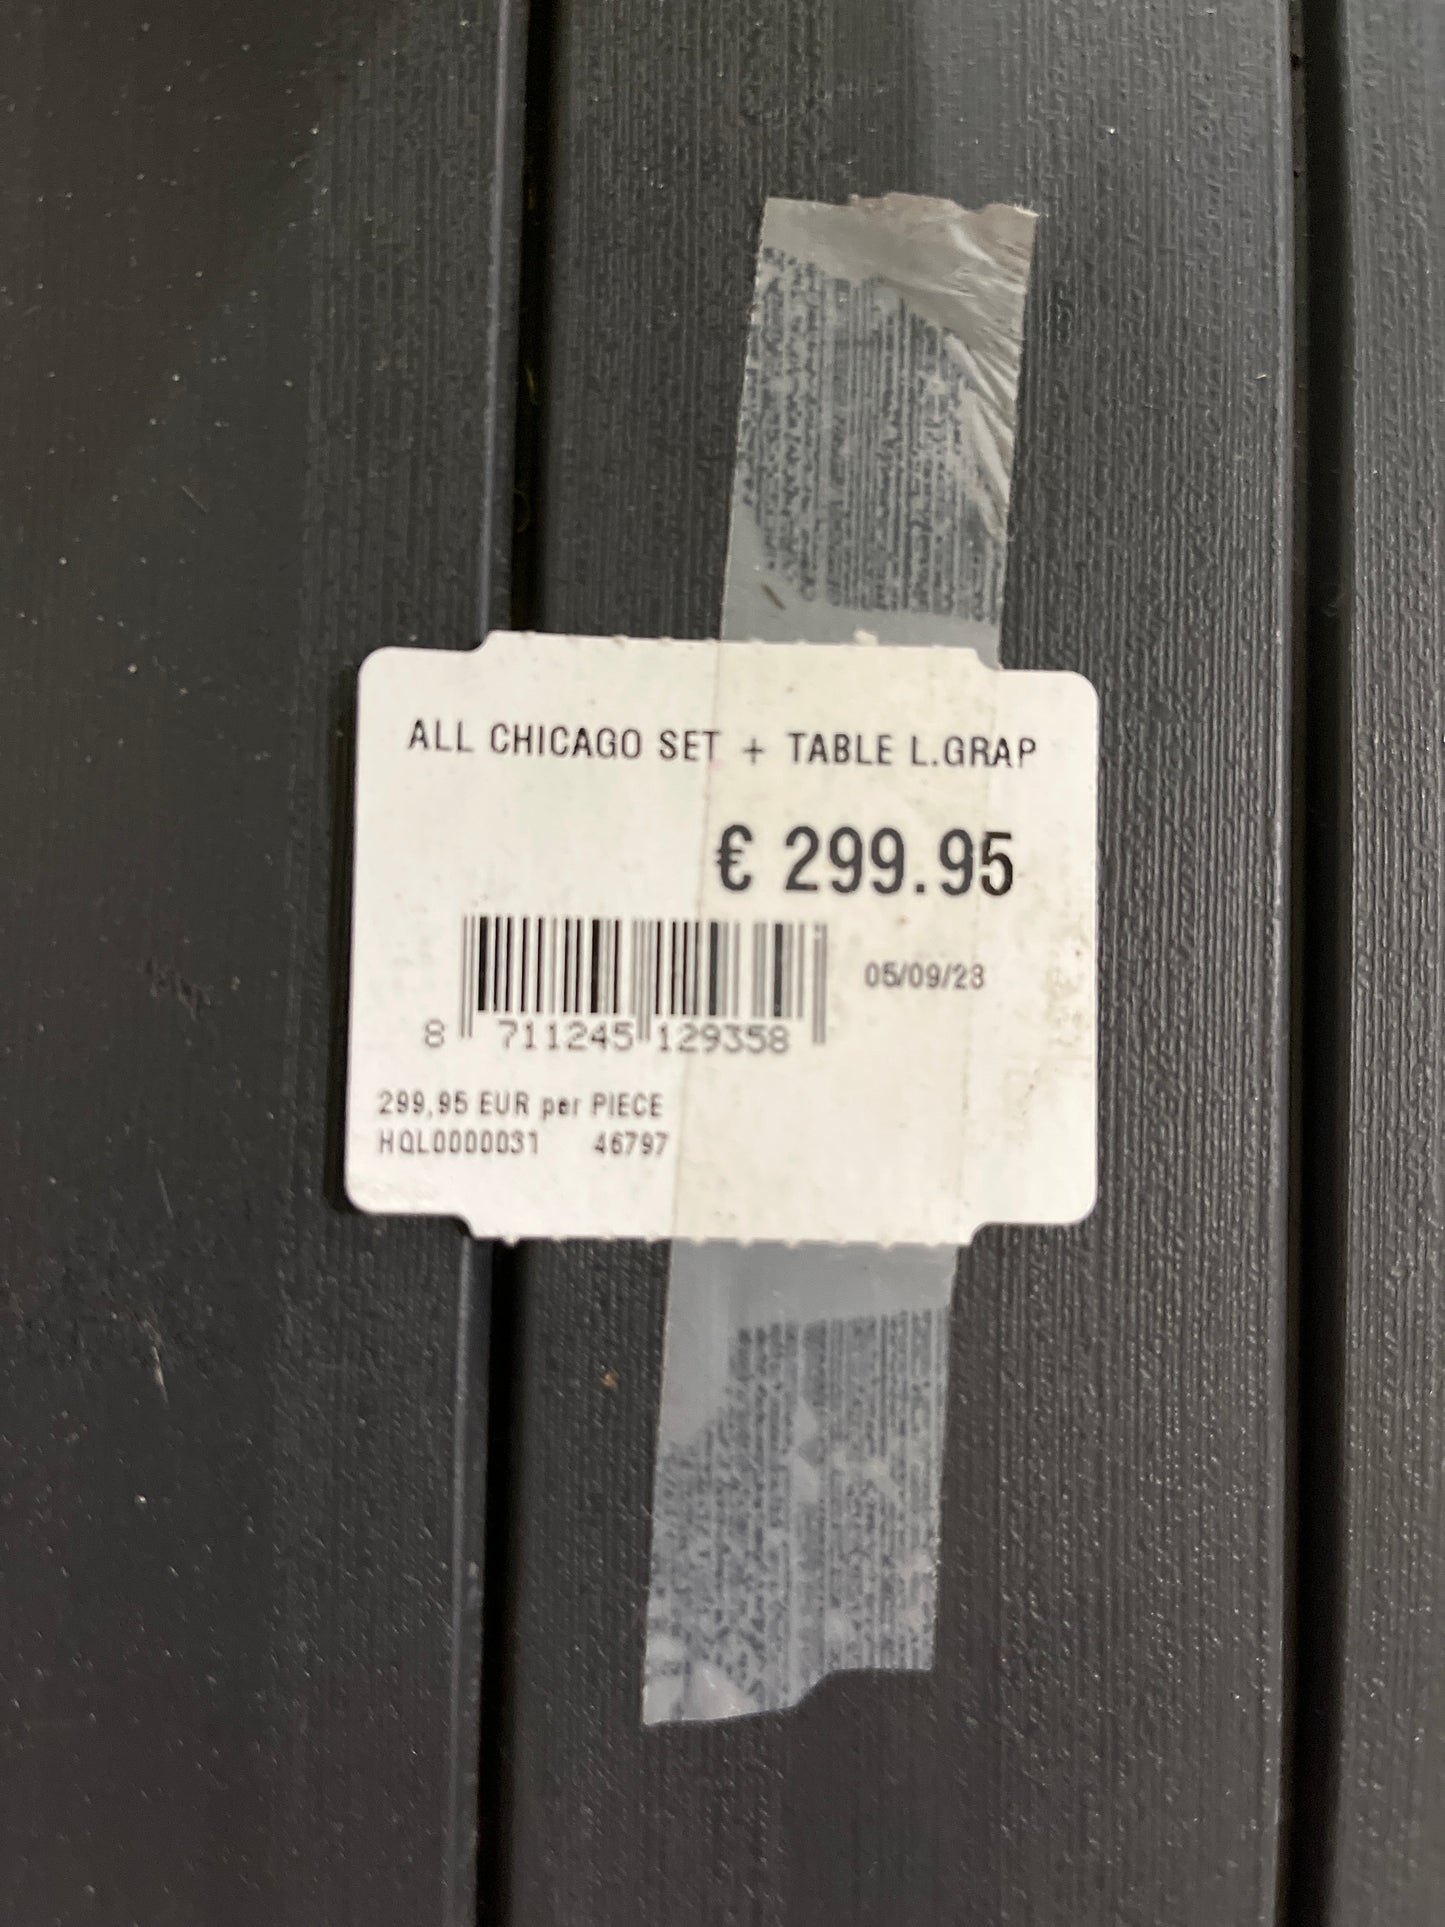 ALL CHICAGO SET + TABLE L.GRAP
€ 299.95
05/09/23
8 711245 129358
299,95 EUR per PIECE
HQL0000031 46797